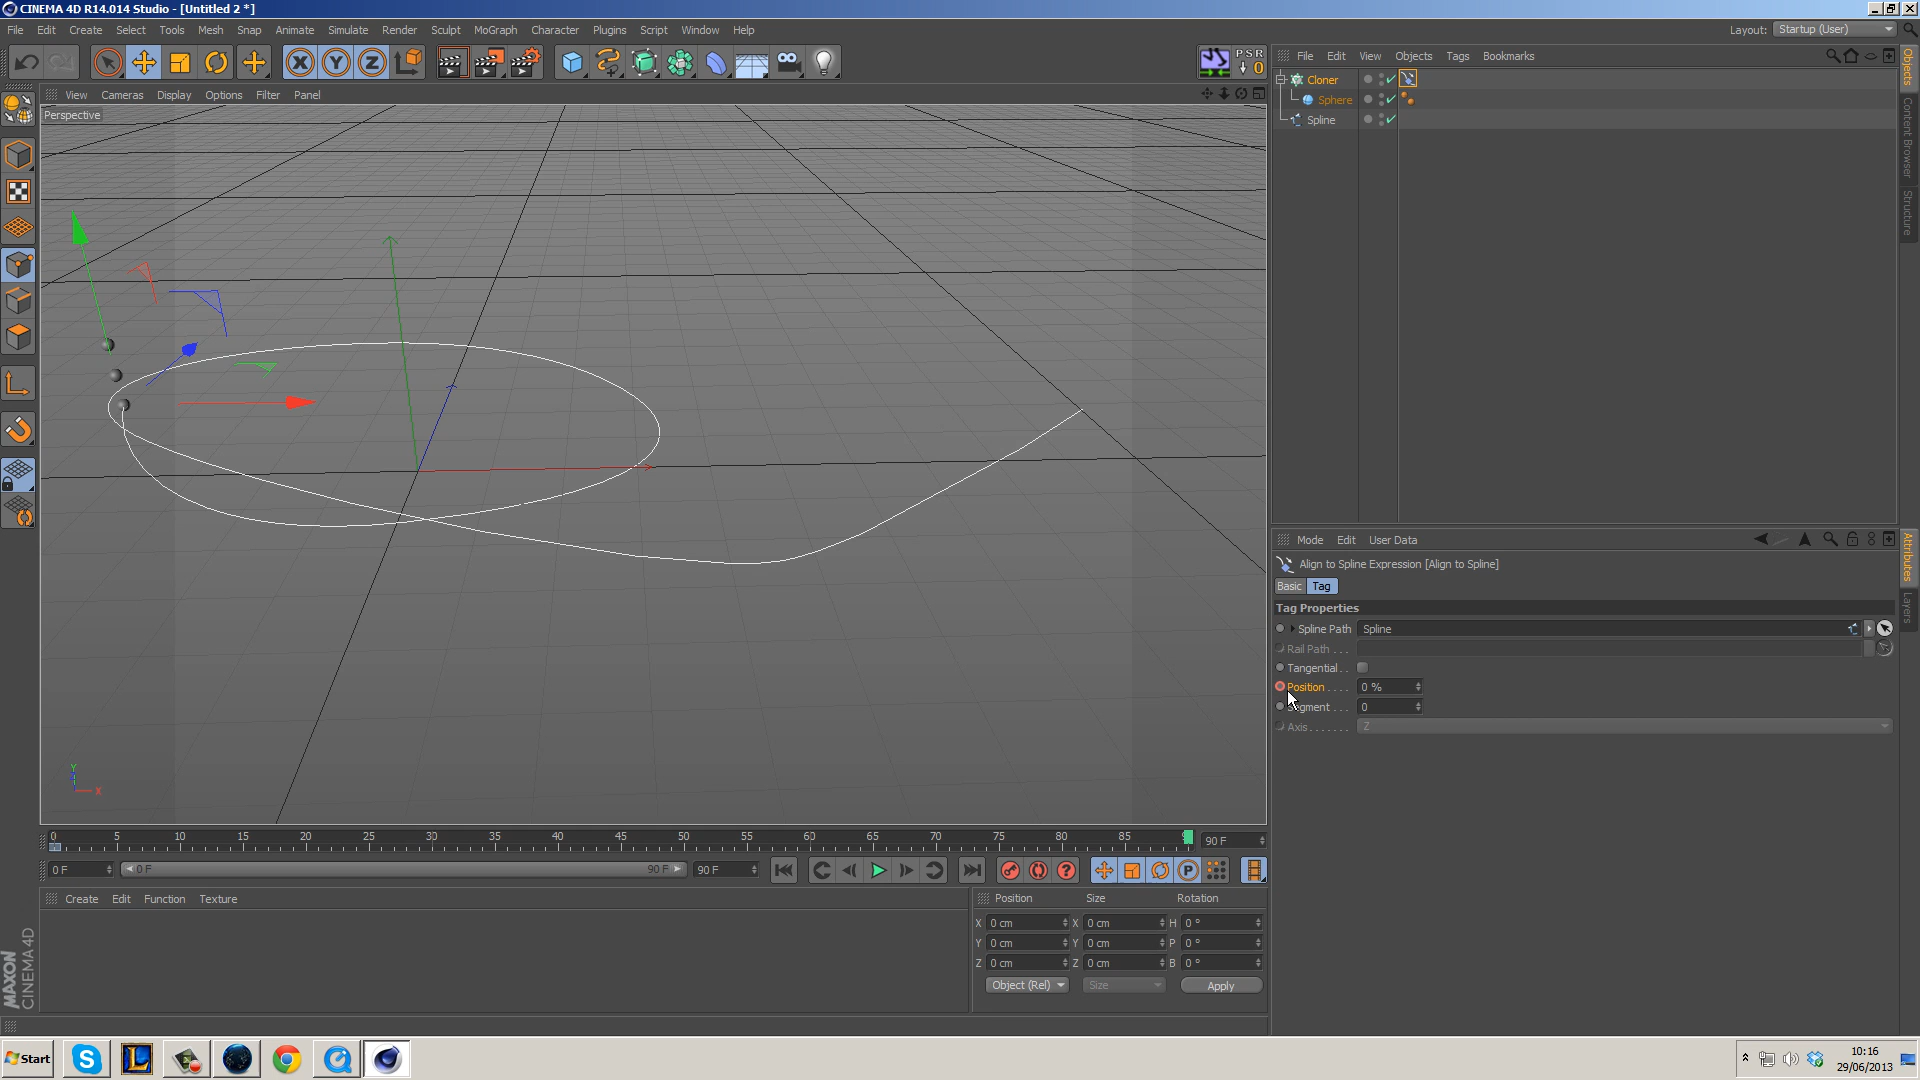 CINEMA 4D R14.014 Studio - [Untitled 2 *]
File Edit Create Select Tools Mesh Snap Animate Simulate Render Sculpt MoGraph Character Plugins Script Window Help
Layout: Startup (User)
X Y Z
PSR
0
File Edit View Objects Tags Bookmarks
View Cameras Display Options Filter Panel
Perspective
Cloner
Sphere
Spline
Objects
Content Browser
Structure
Mode Edit User Data
Align to Spline Expression [Align to Spline]
Basic Tag
Tag Properties
Spline Path Spline
Rail Path . . .
Tangential . .
Position . . . . 0 %
Segment . . . 0
Axis . . . . . . . Z
Attributes
Layers
Y
X
0 5 10 15 20 25 30 35 40 45 50 55 60 65 70 75 80 85 90 F
0 F 0 F 90 F 90 F
P
Create Edit Function Texture
Position Size Rotation
X 0 cm X 0 cm H 0 °
Y 0 cm Y 0 cm P 0 °
Z 0 cm Z 0 cm B 0 °
Object (Rel) Size Apply
MAXON
CINEMA 4D
Start
S
L
10:16
29/06/2013